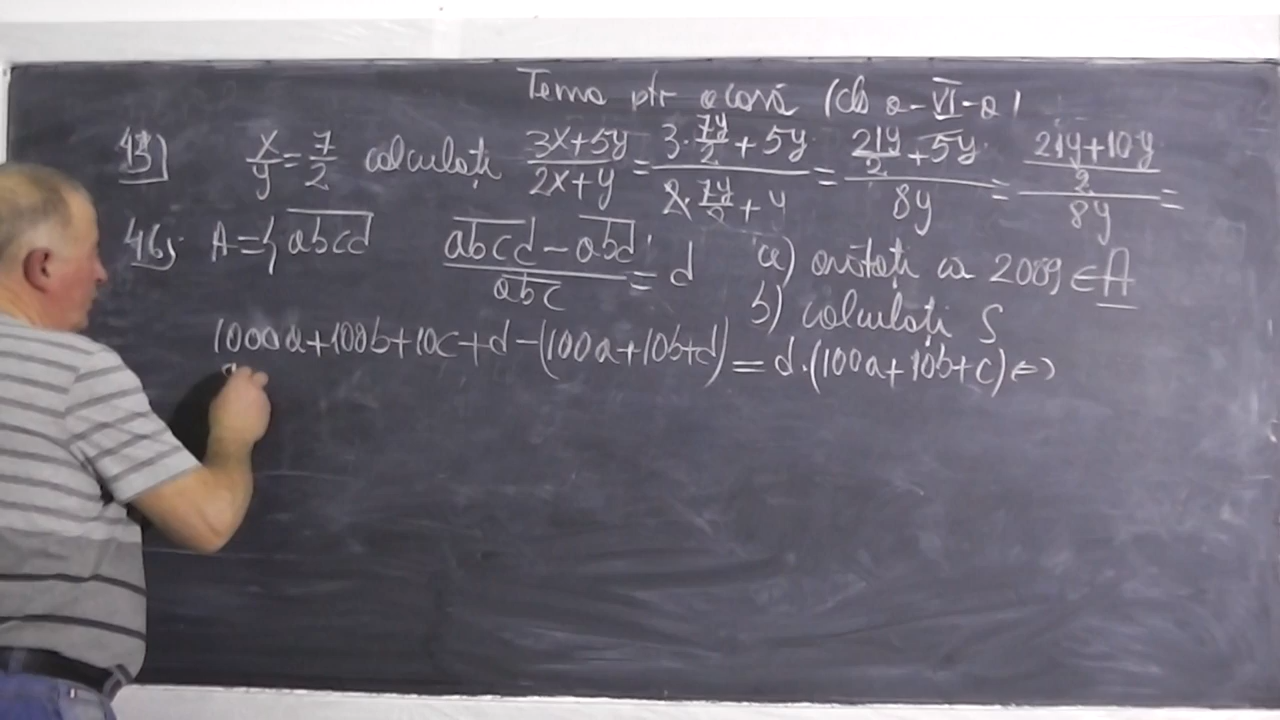 Temă ptr acasă (cls a-VI-a)
45) x/y = 7/2 calculați (3x+5y)/(2x+y) = (3·7y/2+5y)/(2·7y/2+y) = (21y/2+5y)/(8y) = ((21y+10y)/2)/(8y) =
46) A={abcd (abcd-abd)/abc = d a) arătați că 2009∈A
b) calculați S
1000a+100b+10c+d-(100a+10b+d) = d·(100a+10b+c)⇔